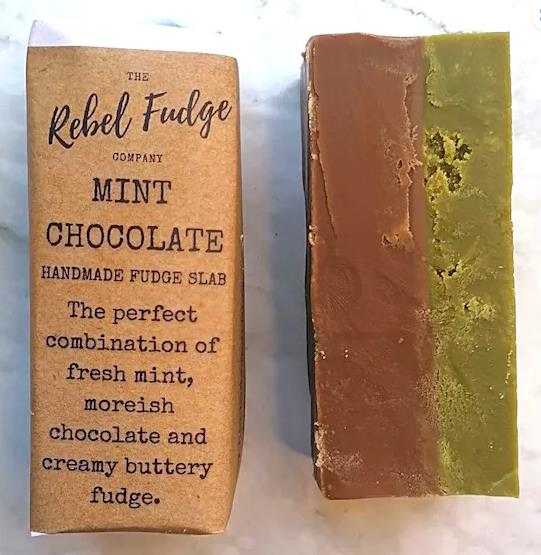 THE
Rebel Fudge
COMPANY
MINT
CHOCOLATE
HANDMADE FUDGE SLAB
The perfect
combination of
fresh mint,
moreish
chocolate and
creamy buttery
fudge.